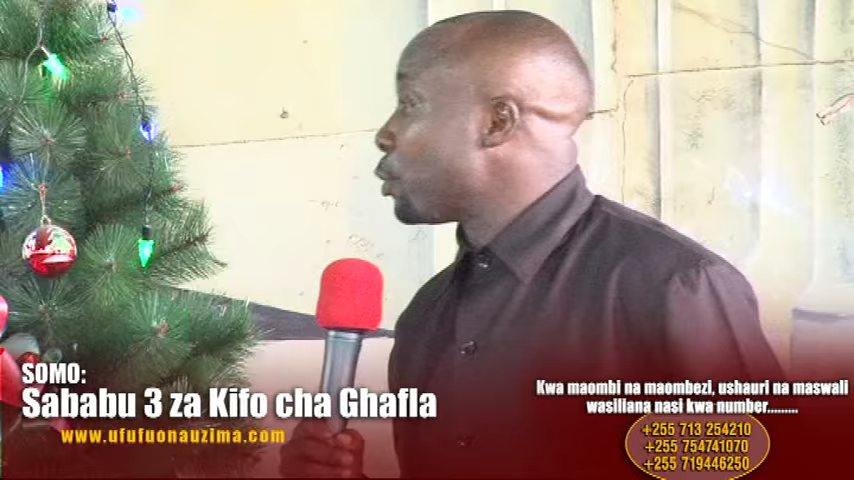 SOMO:
Sababu 3 za Kifo cha Ghafla
www.ufufuonauzima.com
Kwa maombi na maombezi, ushauri na maswali
wasiliana nasi kwa number.........
+255 713 254210
+255 754741070
+255 719446250